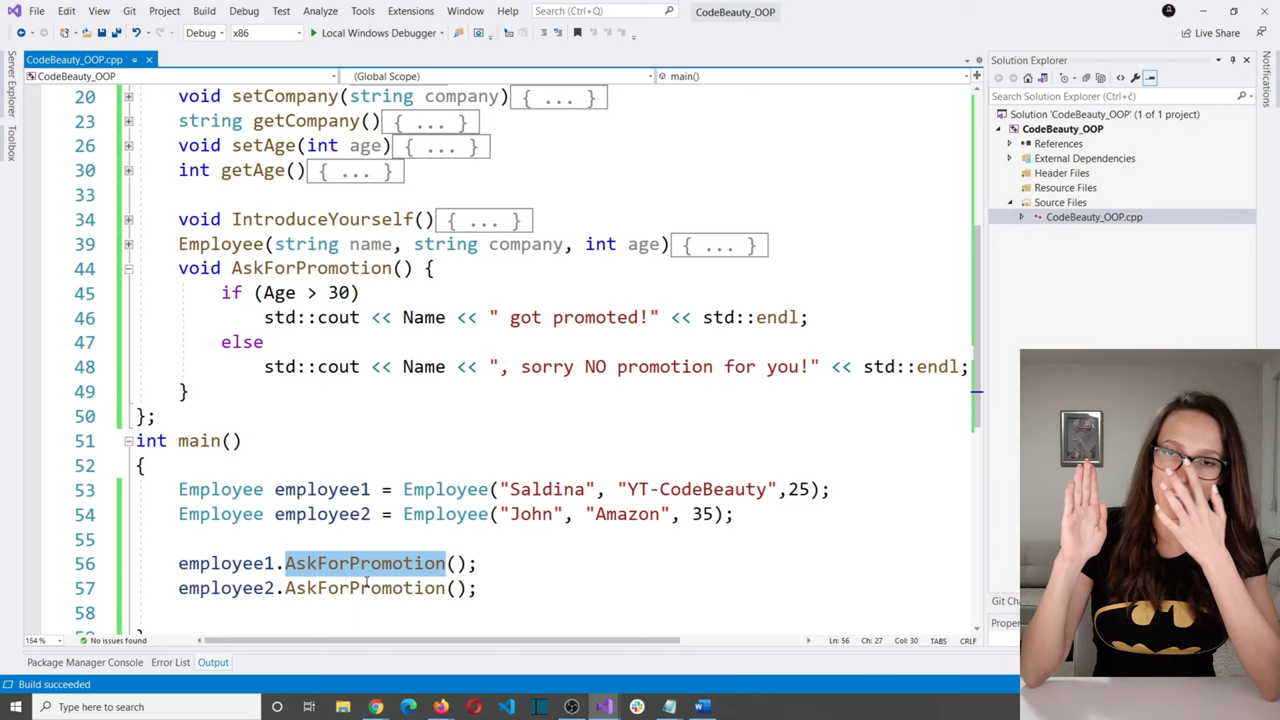 File Edit View Git Project Build Debug Test Analyze Tools Extensions Window Help Search (Ctrl+Q) CodeBeauty_OOP
Debug x86 Local Windows Debugger Live Share
CodeBeauty_OOP.cpp
CodeBeauty_OOP (Global Scope) main()
Server Explorer
Toolbox
20 void setCompany(string company){ ... }
23 string getCompany(){ ... }
26 void setAge(int age){ ... }
30 int getAge(){ ... }
33
34 void IntroduceYourself(){ ... }
39 Employee(string name, string company, int age){ ... }
44 void AskForPromotion() {
45 if (Age > 30)
46 std::cout << Name << " got promoted!" << std::endl;
47 else
48 std::cout << Name << ", sorry NO promotion for you!" << std::endl;
49 }
50 };
51 int main()
52 {
53 Employee employee1 = Employee("Saldina", "YT-CodeBeauty",25);
54 Employee employee2 = Employee("John", "Amazon", 35);
55
56 employee1.AskForPromotion();
57 employee2.AskForPromotion();
58
154 % No issues found Ln: 56 Ch: 27 Col: 30 TABS CRLF
Package Manager Console Error List Output
Build succeeded
Type here to search
Solution Explorer
Search Solution Explorer (Ctrl+č)
Solution 'CodeBeauty_OOP' (1 of 1 project)
CodeBeauty_OOP
References
External Dependencies
Header Files
Resource Files
Source Files
CodeBeauty_OOP.cpp
Notifications